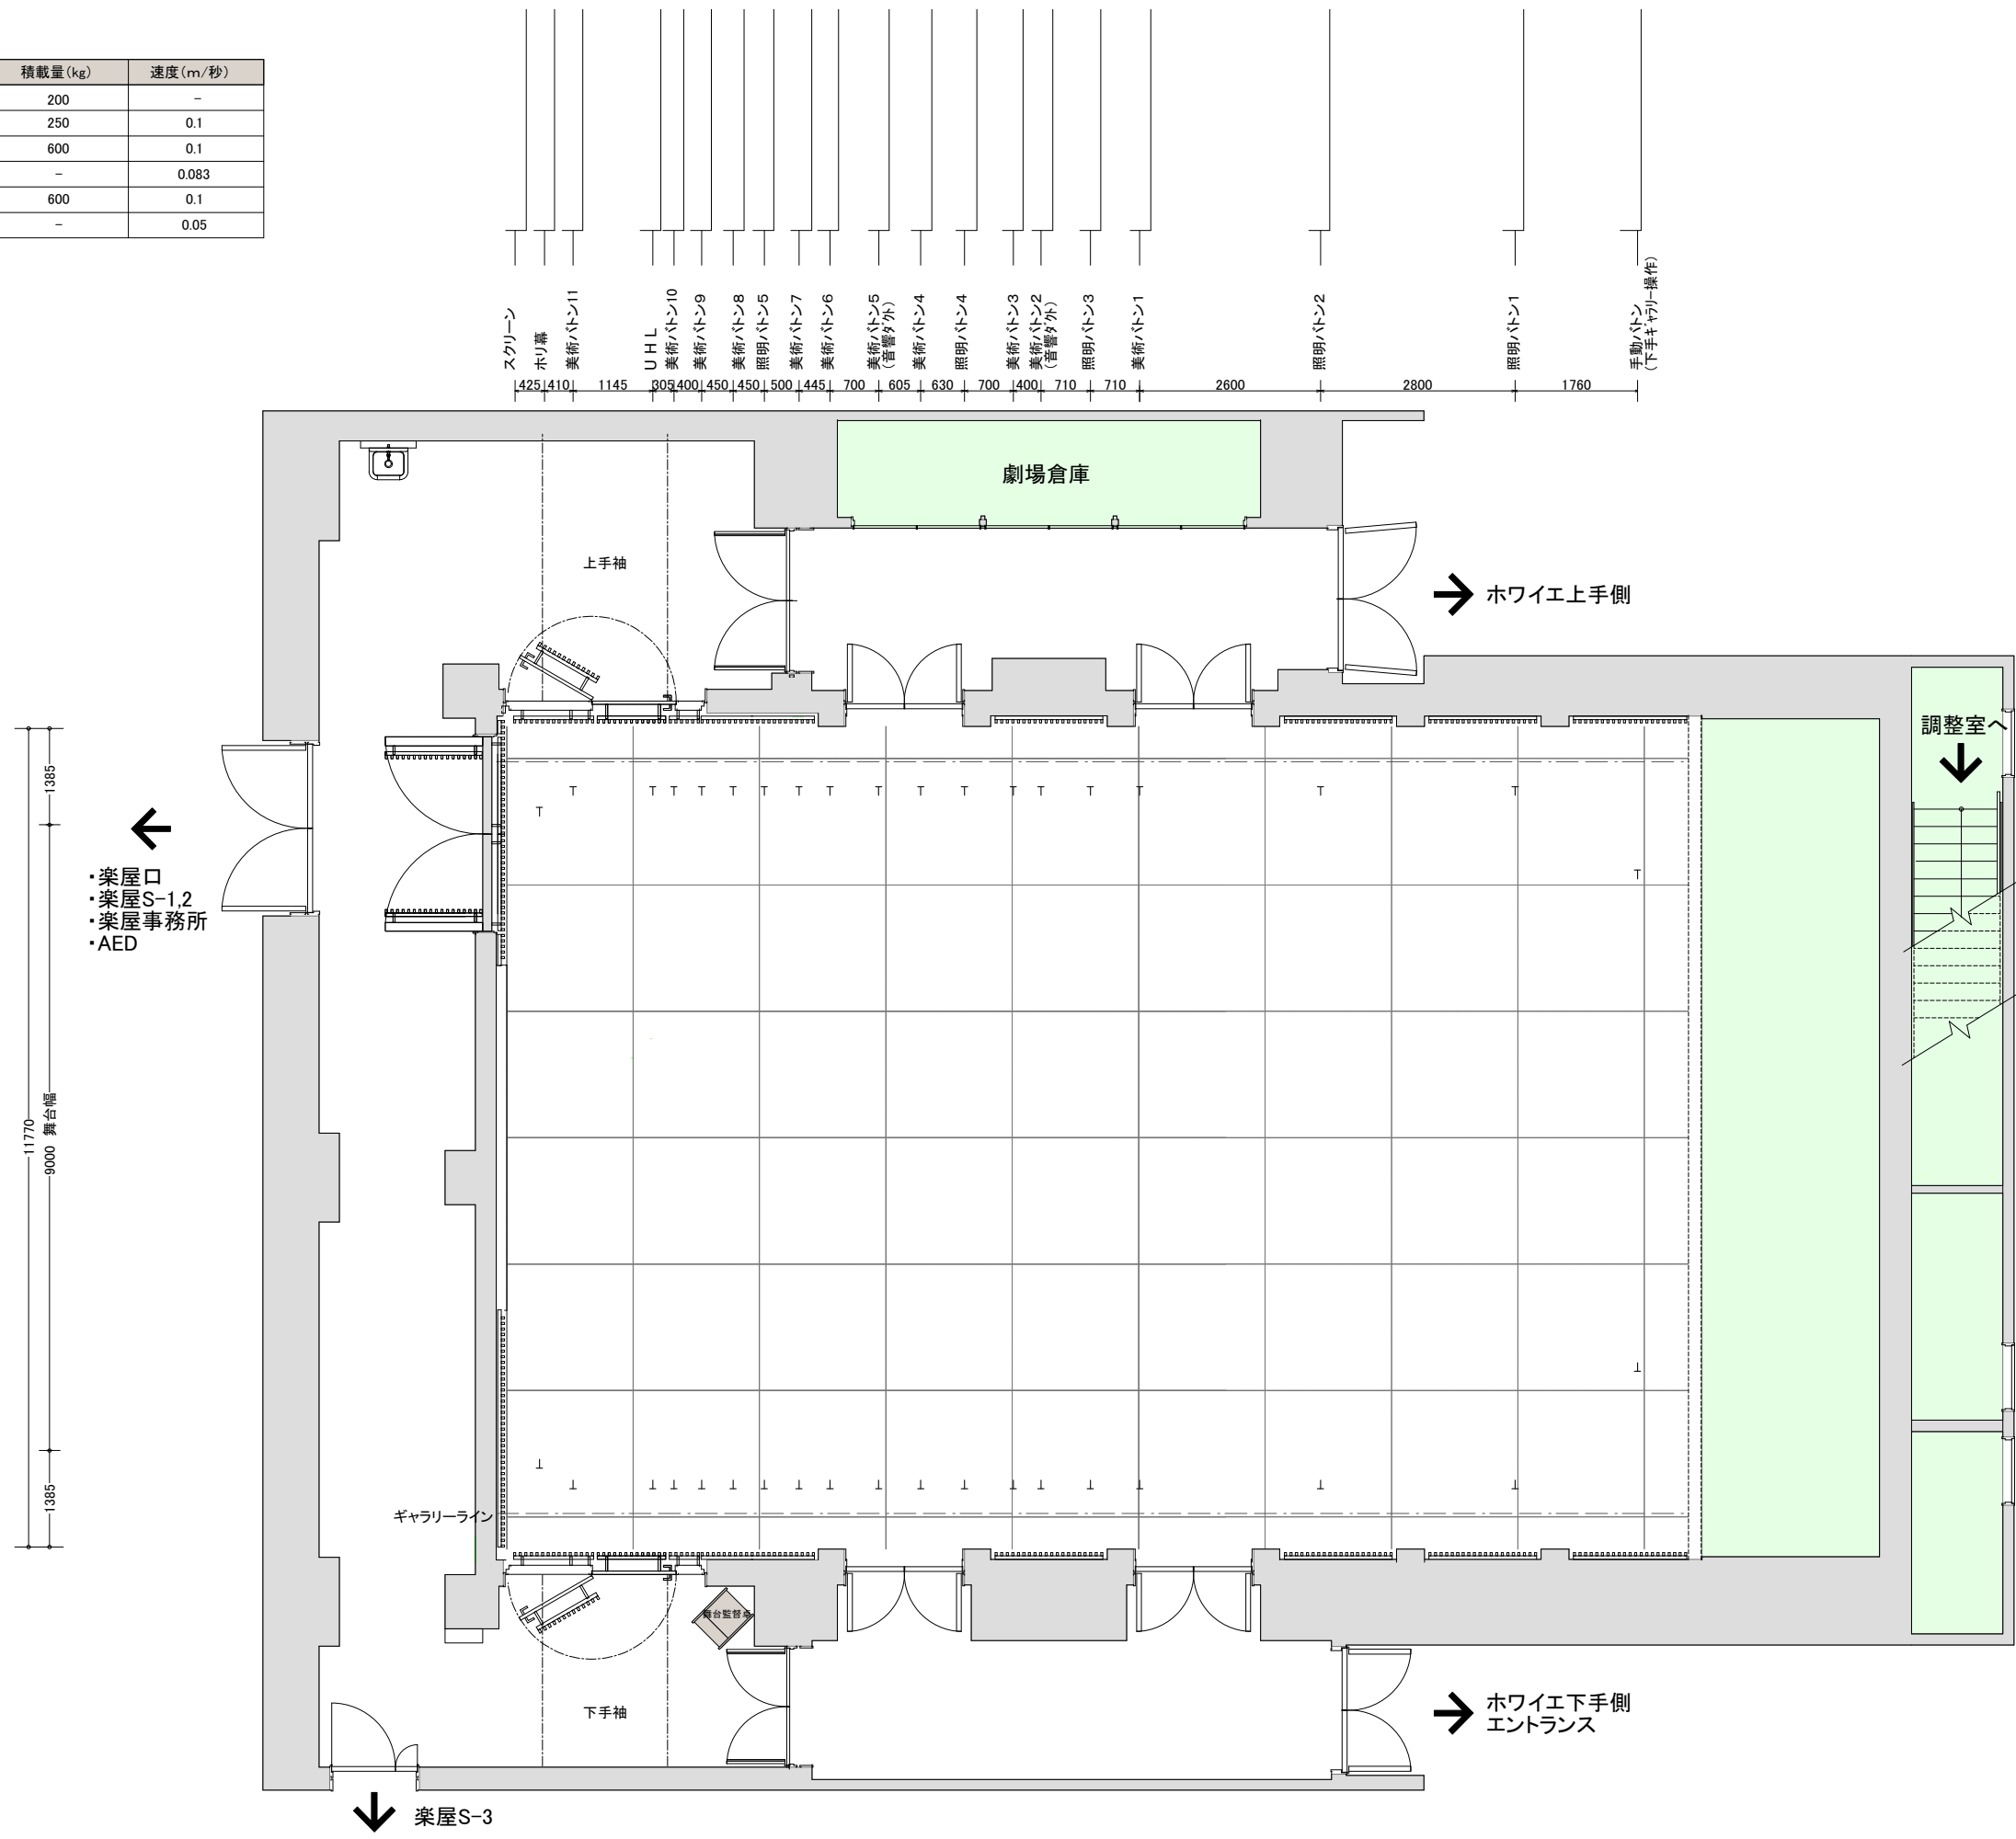 積載量(kg) 速度(m/秒)
200 -
250 0.1
600 0.1
- 0.083
600 0.1
- 0.05
スクリーン
ホリ幕
美術バトン11
UHL
美術バトン10
美術バトン9
美術バトン8
照明バトン5
美術バトン7
美術バトン6
美術バトン5
(音響ダクト)
美術バトン4
照明バトン4
美術バトン3
美術バトン2
(音響ダクト)
照明バトン3
美術バトン1
照明バトン2
照明バトン1
手動バトン
(下手ギャラリー操作)
425 410 1145 305 400 450 450 500 445 700 605 630 700 400 710 710 2600 2800 1760
劇場倉庫
上手袖
ホワイエ上手側
調整室へ
1385
・楽屋口
・楽屋S-1,2
・楽屋事務所
・AED
11770
9000 舞台幅
1385
ギャラリーライン
舞台監督卓
下手袖
ホワイエ下手側
エントランス
楽屋S-3